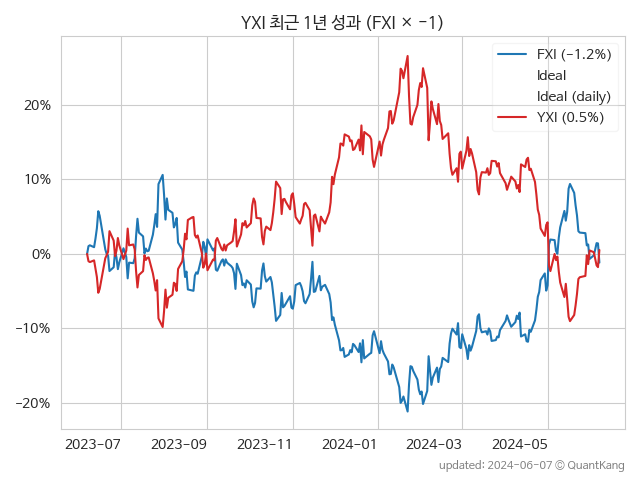 YXI 최근 1년 성과 (FXI × -1)
FXI (-1.2%)
Ideal
Ideal (daily)
YXI (0.5%)
20%
10%
0%
-10%
-20%
2023-07 2023-09 2023-11 2024-01 2024-03 2024-05
updated: 2024-06-07 © QuantKang